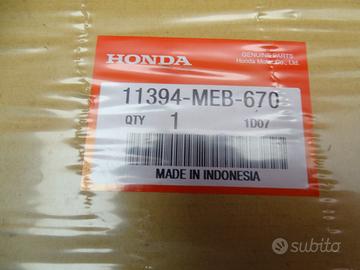 HONDA
GENUINE PARTS
Honda Motor Co., Ltd.
11394-MEB-670
QTY 1 1D07
MADE IN INDONESIA
subito